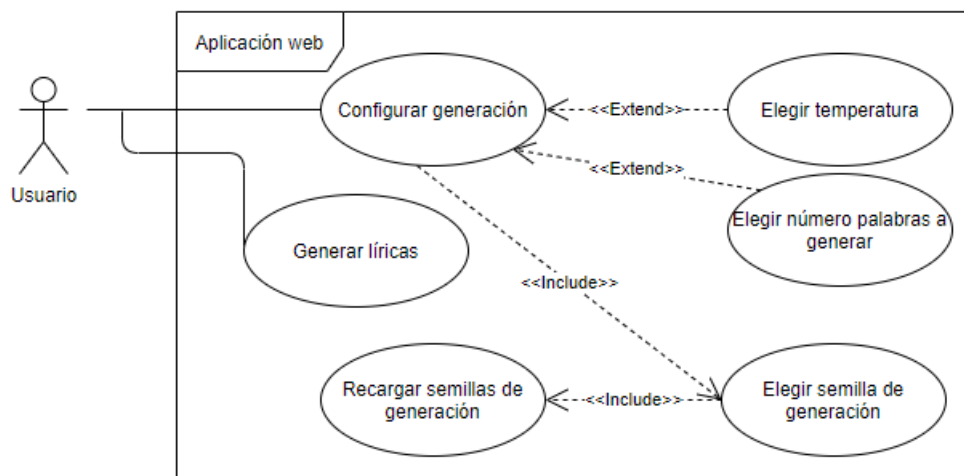 Aplicación web
Configurar generación
<<Extend>>
Elegir temperatura
<<Extend>>
Usuario
Elegir número palabras a
generar
Generar líricas
<<Include>>
Recargar semillas de
generación
<<Include>>
Elegir semilla de
generación